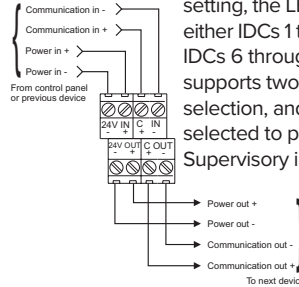 Communication in -
Communication in +
Power in +
Power in -
From control panel
or previous device
setting, the
either IDCs 1
IDCs 6 through
supports two
selection, and
selected to
Supervisory
24V IN C IN
- + + -
24V OUT C OUT
- + + -
Power out +
Power out -
Communication out -
Communication out +
To next